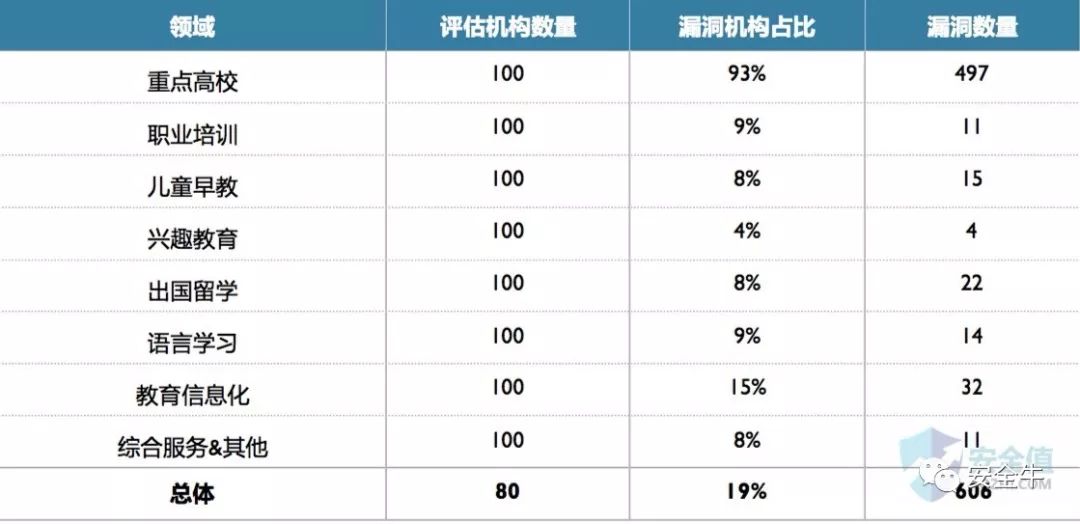 领域 评估机构数量 漏洞机构占比 漏洞数量
重点高校 100 93% 497
职业培训 100 9% 11
儿童早教 100 8% 15
兴趣教育 100 4% 4
出国留学 100 8% 22
语言学习 100 9% 14
教育信息化 100 15% 32
综合服务&其他 100 8% 11
总体 80 19% 606
安全值
安全牛